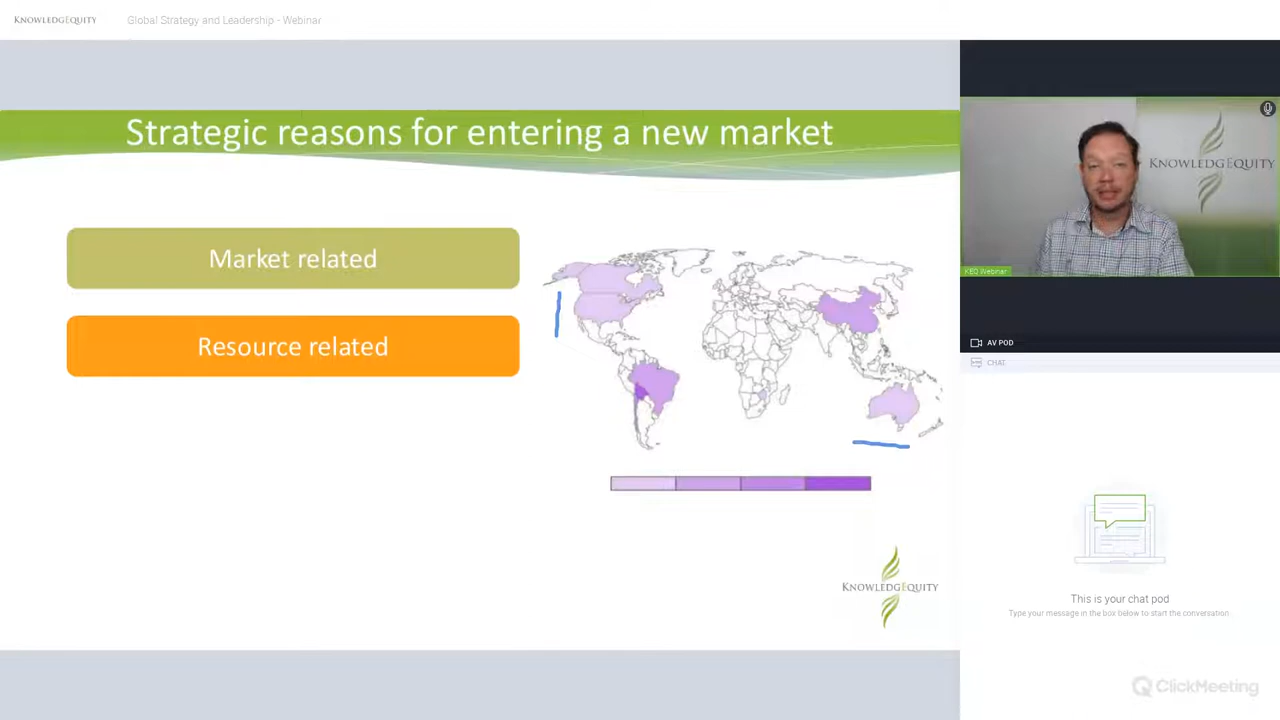 KNOWLEDGEQUITY
Global Strategy and Leadership - Webinar
Strategic reasons for entering a new market
Market related
Resource related
KNOWLEDGEQUITY
KNOWLEDGEQUITY
KEQ Webinar
AV POD
CHAT
This is your chat pod
Type your message in the box below to start the conversation
ClickMeeting